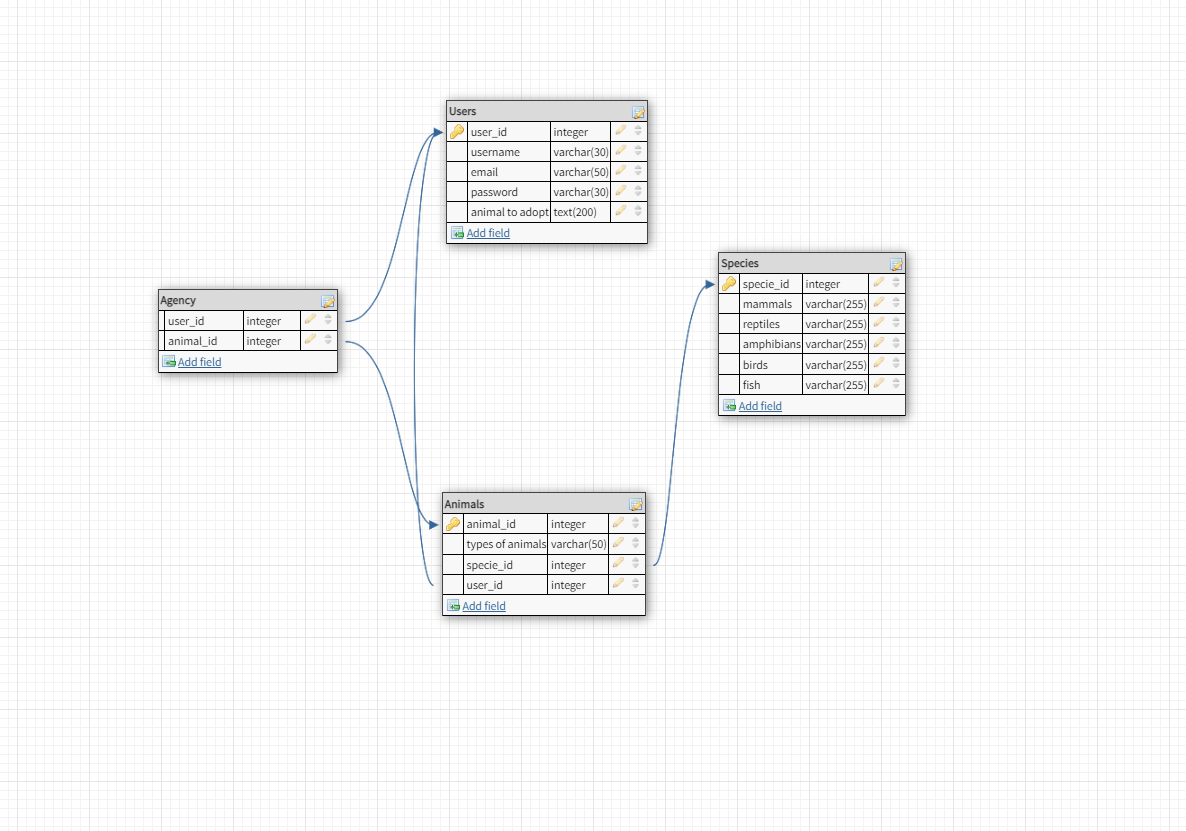 Users
user_id integer
username varchar(30)
email varchar(50)
password varchar(30)
animal to adopt text(200)
Add field
Species
specie_id integer
mammals varchar(255)
reptiles varchar(255)
amphibians varchar(255)
birds varchar(255)
fish varchar(255)
Add field
Agency
user_id integer
animal_id integer
Add field
Animals
animal_id integer
types of animals varchar(50)
specie_id integer
user_id integer
Add field